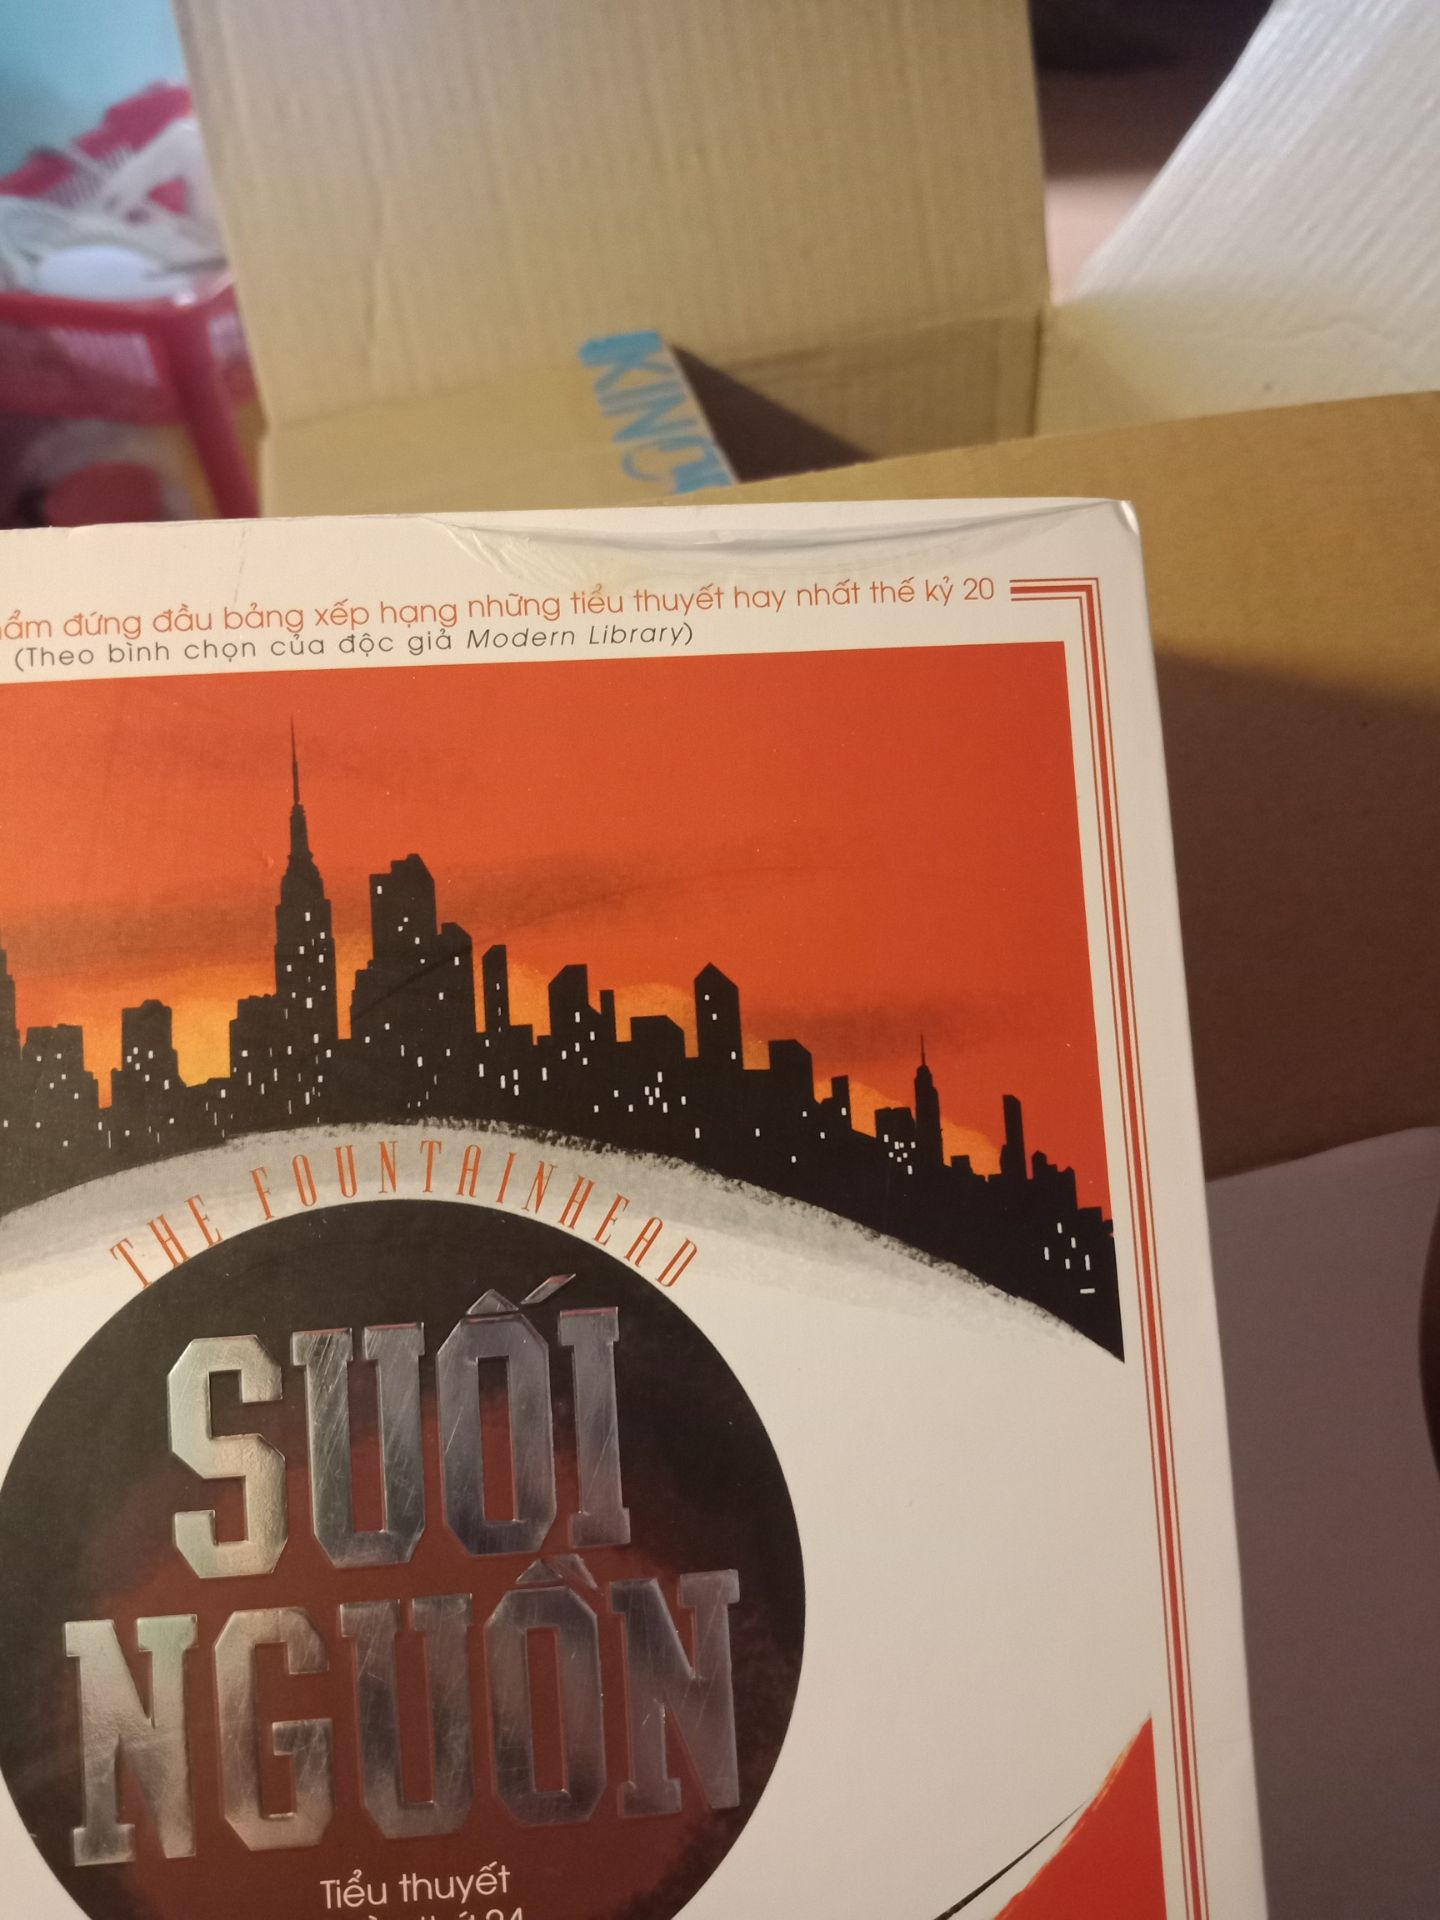 KING
đứng đầu bảng xếp hạng những tiểu thuyết hay nhất thế kỷ 20
(Theo bình chọn của độc giả Modern Library)
THE FOUNTAINHEAD
SUỐI
NGUỒN
Tiểu thuyết